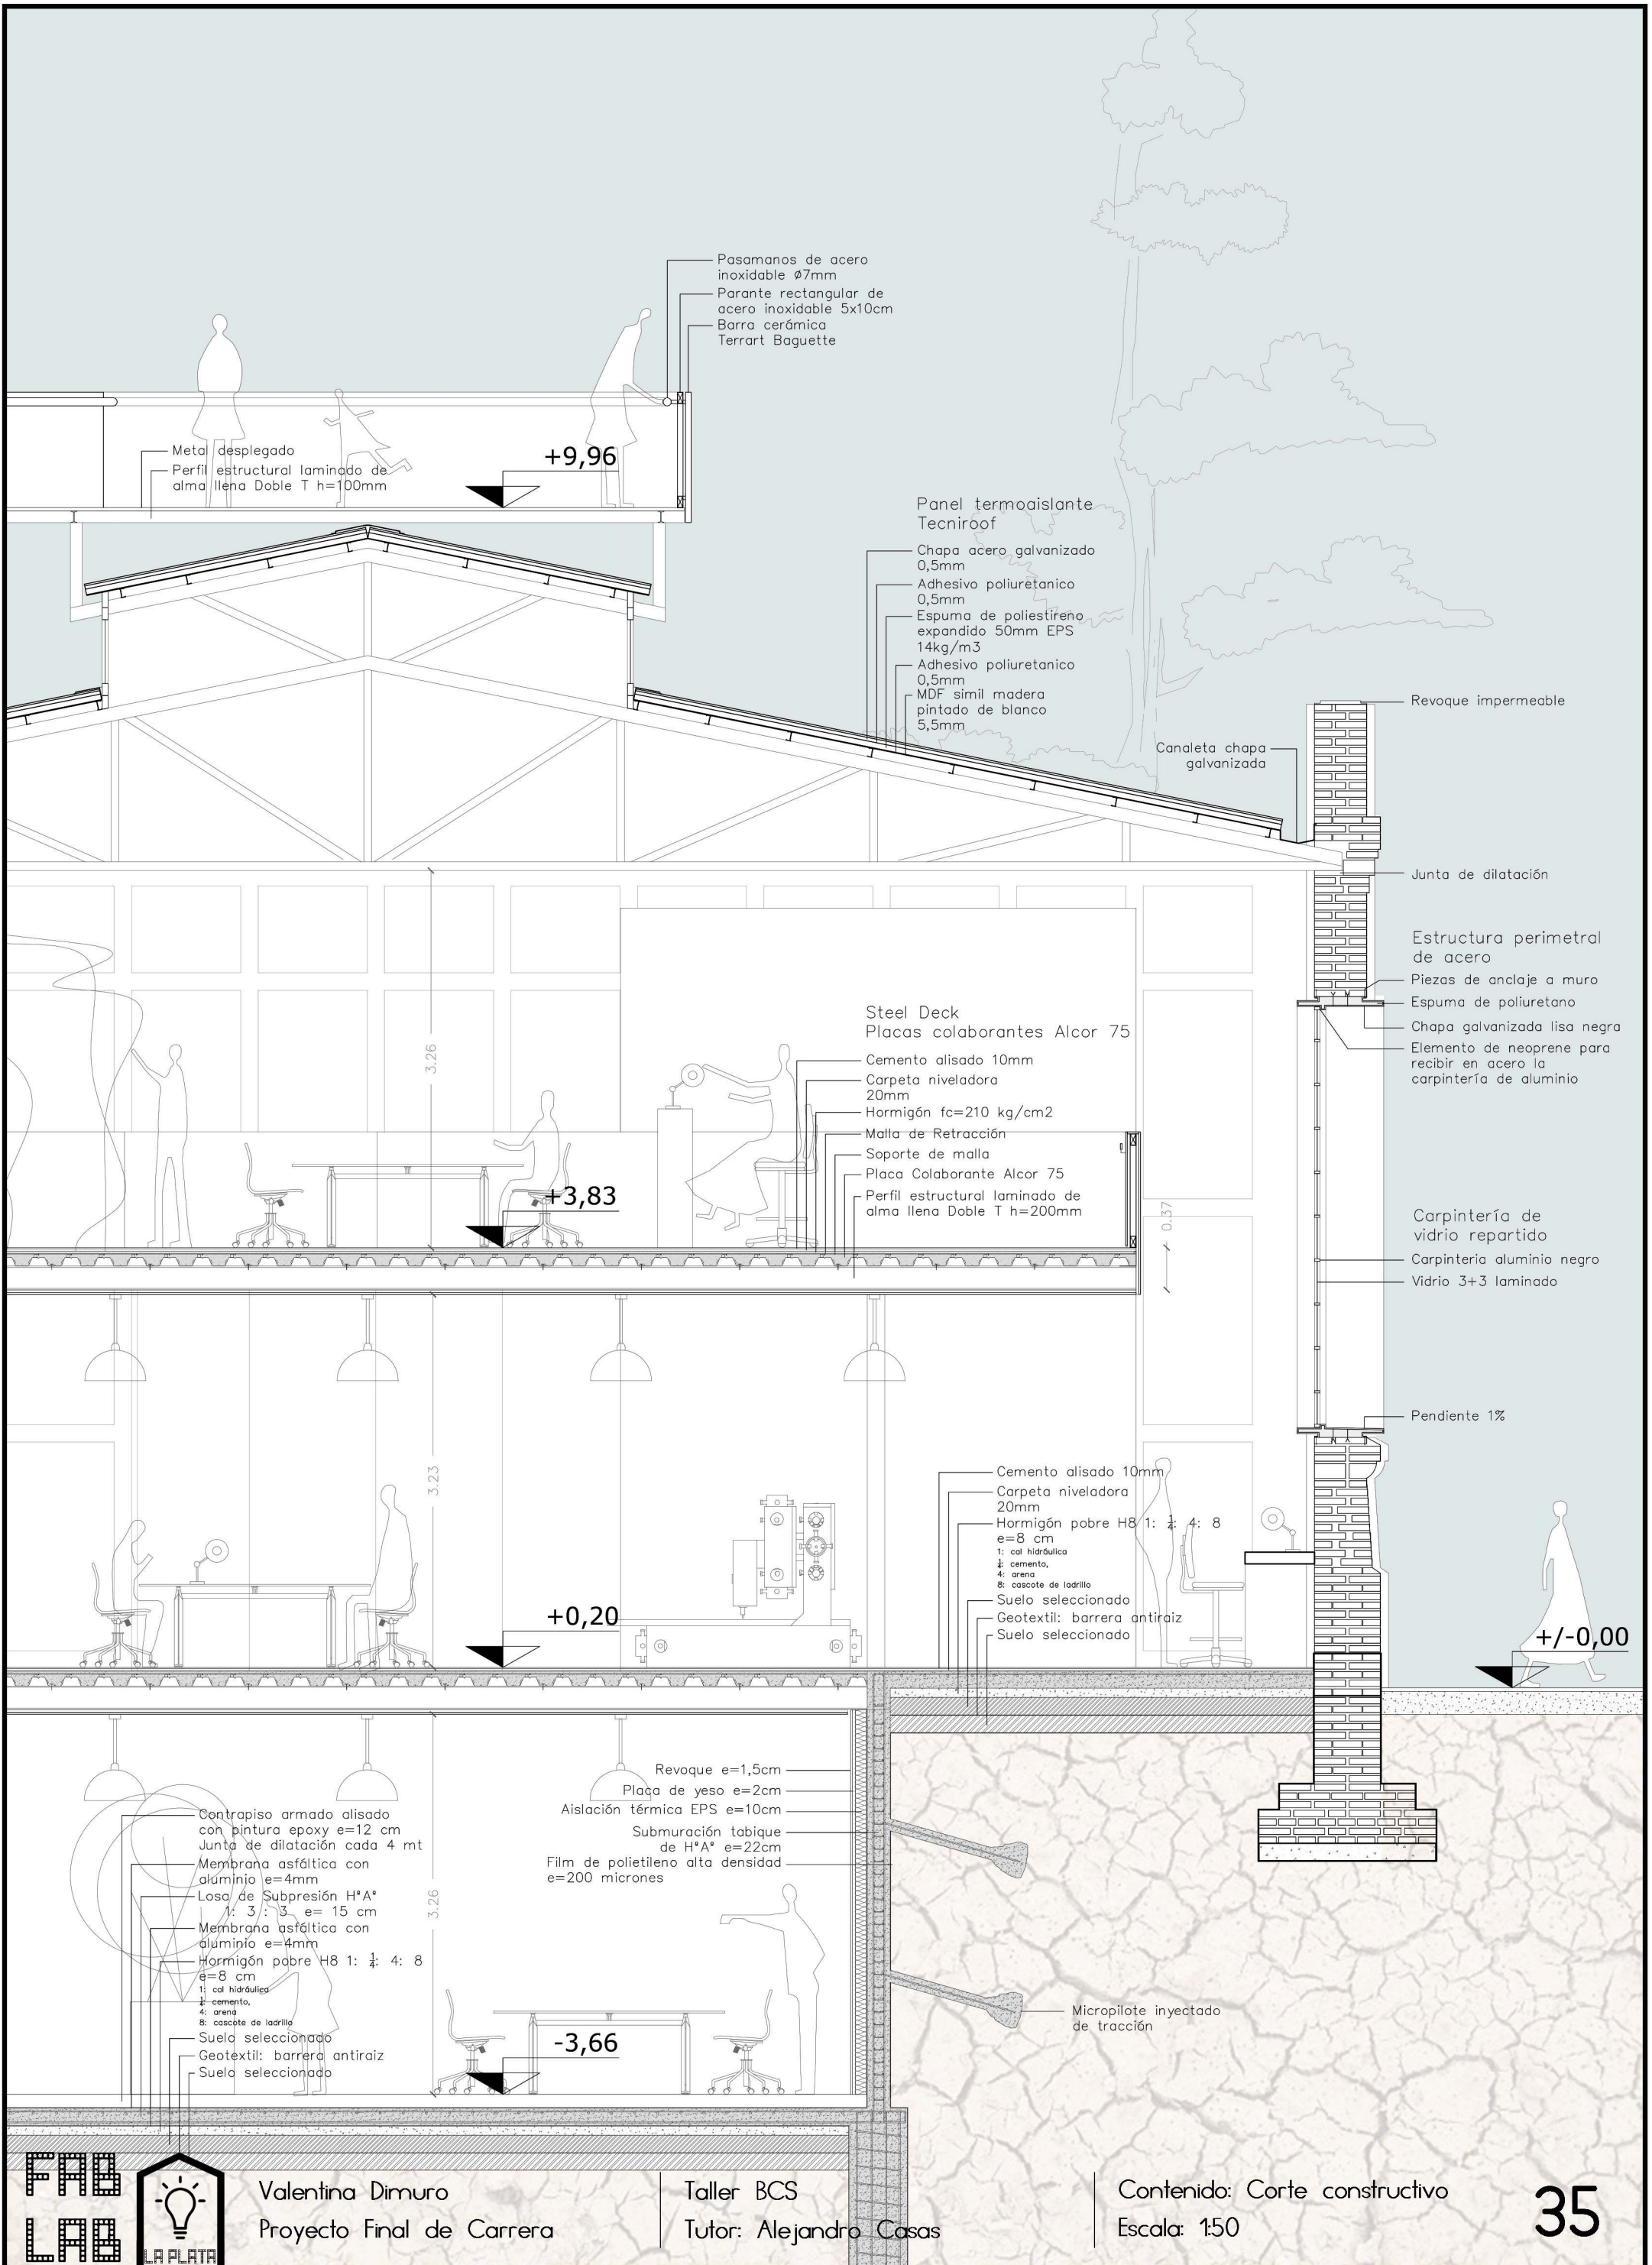 Pasamanos de acero
inoxidable Ø7mm
Parante rectangular de
acero inoxidable 5x10cm
Barra cerámica
Terrart Baguette
Metal desplegado
Perfil estructural laminado de
alma llena Doble T h=100mm
+9,96
Panel termoaislante
Tecniroof
Chapa acero galvanizado
0,5mm
Adhesivo poliuretanico
0,5mm
Espuma de poliestireno
expandido 50mm EPS
14kg/m3
Adhesivo poliuretanico
0,5mm
MDF simil madera
pintado de blanco
5,5mm
Canaleta chapa
galvanizada
Revoque impermeable
Junta de dilatación
Estructura perimetral
de acero
Piezas de anclaje a muro
Espuma de poliuretano
Chapa galvanizada lisa negra
Elemento de neoprene para
recibir en acero la
carpintería de aluminio
3.26
Steel Deck
Placas colaborantes Alcor 75
Cemento alisado 10mm
Carpeta niveladora
20mm
Hormigón fc=210 kg/cm2
Malla de Retracción
Soporte de malla
Placa Colaborante Alcor 75
Perfil estructural laminado de
alma llena Doble T h=200mm
+3,83
0.37
Carpintería de
vidrio repartido
Carpinteria aluminio negro
Vidrio 3+3 laminado
Pendiente 1%
3.23
Cemento alisado 10mm
Carpeta niveladora
20mm
Hormigón pobre H8 1: ¼: 4: 8
e=8 cm
1: cal hidráulica
¼: cemento,
4: arena
8: cascote de ladrillo
Suelo seleccionado
Geotextil: barrera antiraiz
Suelo seleccionado
+0,20
+/-0,00
Revoque e=1,5cm
Placa de yeso e=2cm
Aislación térmica EPS e=10cm
Submuración tabique
de HºAº e=22cm
Film de polietileno alta densidad
e=200 micrones
Contrapiso armado alisado
con pintura epoxy e=12 cm
Junta de dilatación cada 4 mt
Membrana asfáltica con
aluminio e=4mm
Losa de Subpresión HºAº
1: 3 : 3 e= 15 cm
Membrana asfáltica con
aluminio e=4mm
Hormigón pobre H8 1: ¼: 4: 8
e=8 cm
1: cal hidráulica
¼: cemento,
4: arena
8: cascote de ladrillo
Suelo seleccionado
Geotextil: barrera antiraiz
Suelo seleccionado
3.26
-3,66
Micropilote inyectado
de tracción
FAB
LAB
LA PLATA
Valentina Dimuro
Proyecto Final de Carrera
Taller BCS
Tutor: Alejandro Casas
Contenido: Corte constructivo
Escala: 1:50
35